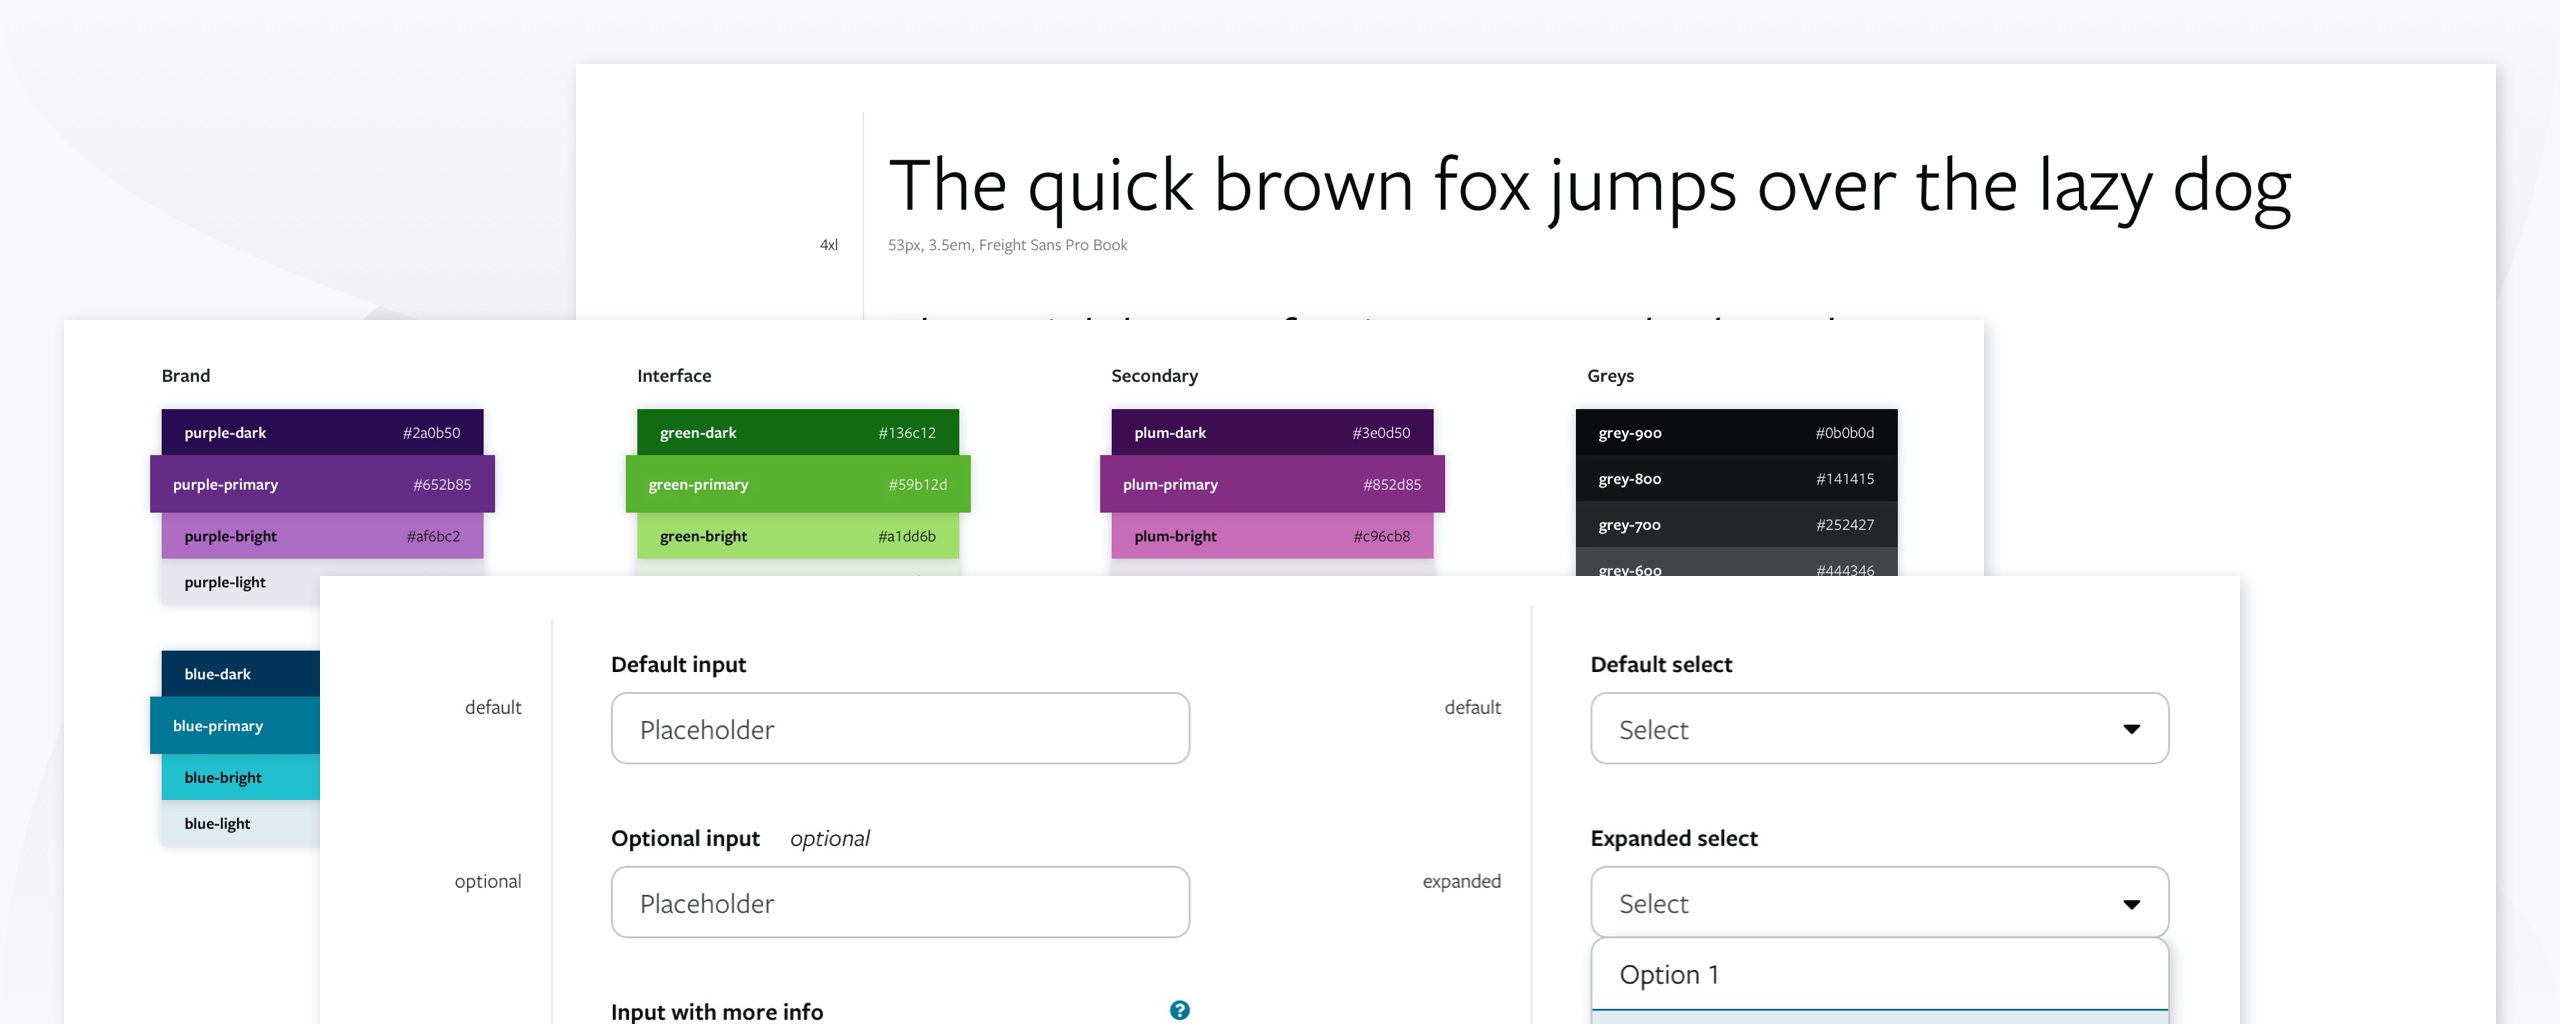 The quick brown fox jumps over the lazy dog
4xl
53px, 3.5em, Freight Sans Pro Book
Brand
purple-dark #2a0b50
purple-primary #652b85
purple-bright #af6bc2
purple-light
blue-dark
blue-primary
blue-bright
blue-light
Interface
green-dark #136c12
green-primary #59b12d
green-bright #a1dd6b
Secondary
plum-dark #3e0d50
plum-primary #852d85
plum-bright #c96cb8
Greys
grey-900 #0b0b0d
grey-800 #141415
grey-700 #252427
grey-600 #444346
default
Default input
Placeholder
optional
Optional input optional
Placeholder
Input with more info ?
default
Default select
Select
expanded
Expanded select
Select
Option 1